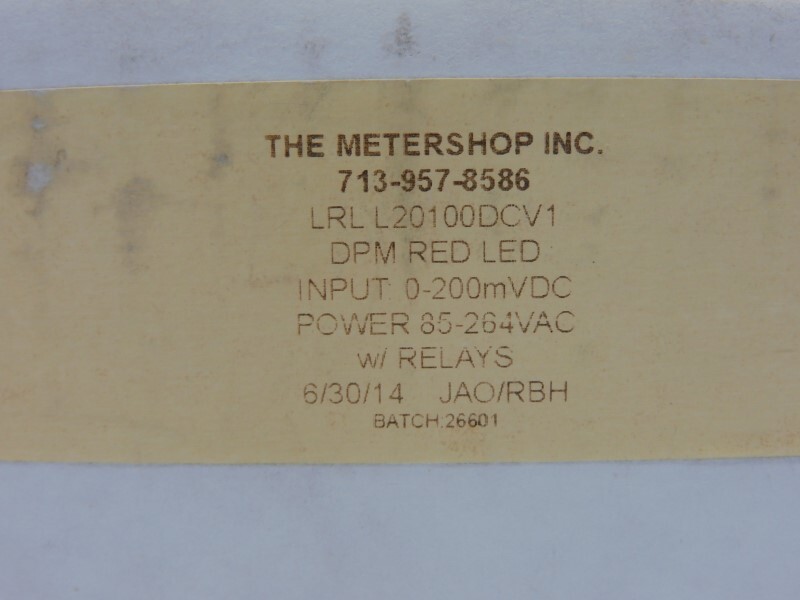 THE METERSHOP INC.
713-957-8586
LRL L20100DCV1
DPM RED LED
INPUT: 0-200mVDC
POWER 85-264VAC
w/ RELAYS
6/30/14 JAO/RBH
BATCH:26601